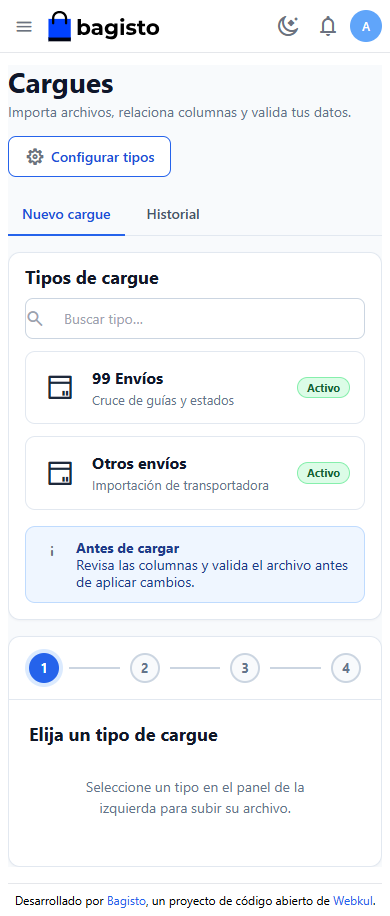 bagisto
A
Cargues
Importa archivos, relaciona columnas y valida tus datos.
Configurar tipos
Nuevo cargue
Historial
Tipos de cargue
Buscar tipo...
99 Envíos
Cruce de guías y estados
Activo
Otros envíos
Importación de transportadora
Activo
i
Antes de cargar
Revisa las columnas y valida el archivo antes
de aplicar cambios.
1
2
3
4
Elija un tipo de cargue
Seleccione un tipo en el panel de la
izquierda para subir su archivo.
Desarrollado por Bagisto, un proyecto de código abierto de Webkul.